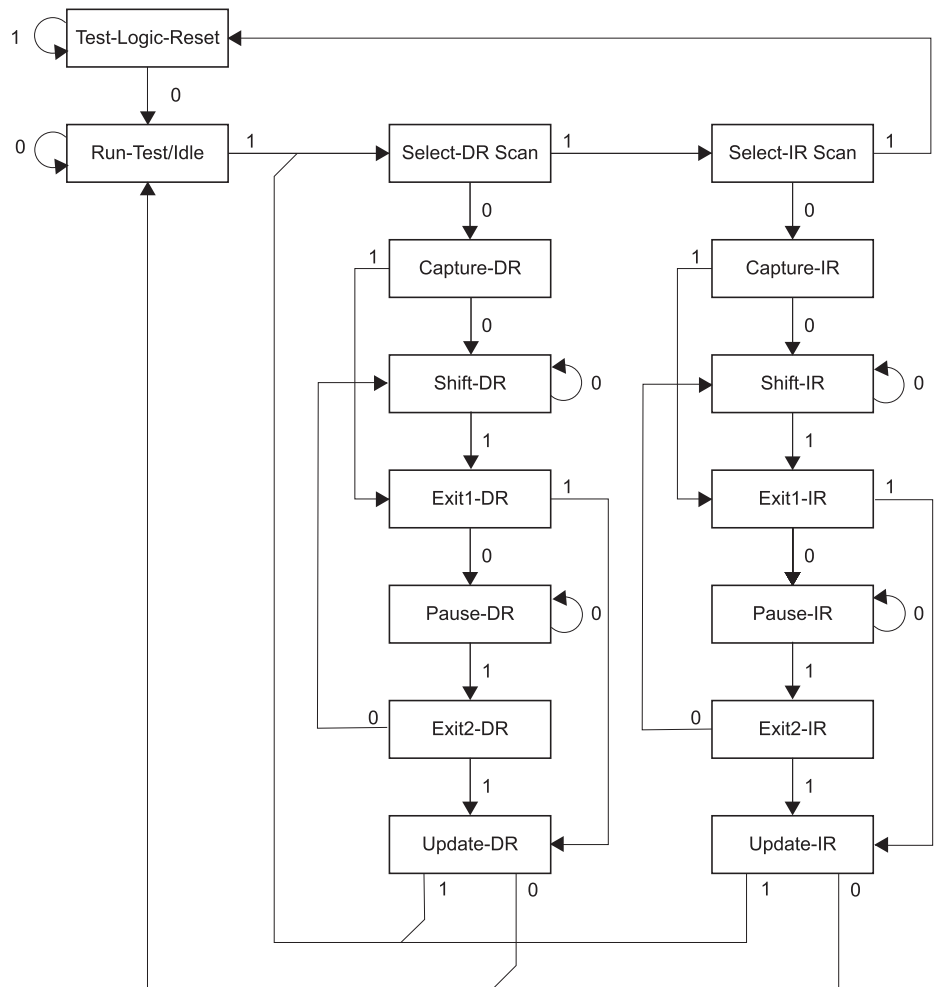 1
Test-Logic-Reset
0
0
Run-Test/Idle
1
Select-DR Scan
1
Select-IR Scan
1
0
0
1
Capture-DR
1
Capture-IR
0
0
Shift-DR
0
Shift-IR
0
1
1
Exit1-DR
1
Exit1-IR
1
0
0
Pause-DR
0
Pause-IR
0
1
1
0
Exit2-DR
0
Exit2-IR
1
1
Update-DR
Update-IR
1
0
1
0